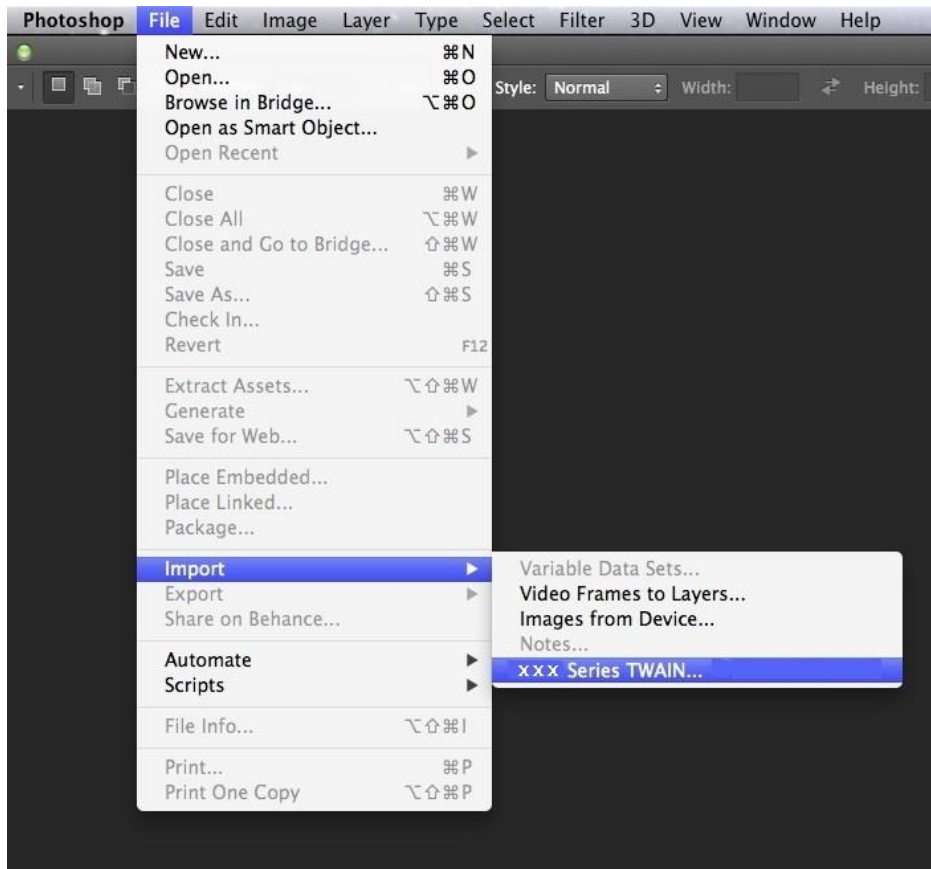 Photoshop File Edit Image Layer Type Select Filter 3D View Window Help
Style: Normal Width: Height:
New... ⌘N
Open... ⌘O
Browse in Bridge... ⌥⌘O
Open as Smart Object...
Open Recent
Close ⌘W
Close All ⌥⌘W
Close and Go to Bridge... ⇧⌘W
Save ⌘S
Save As... ⇧⌘S
Check In...
Revert F12
Extract Assets... ⌥⇧⌘W
Generate
Save for Web... ⌥⇧⌘S
Place Embedded...
Place Linked...
Package...
Import
Export
Share on Behance...
Automate
Scripts
File Info... ⌥⇧⌘I
Print... ⌘P
Print One Copy ⌥⇧⌘P
Variable Data Sets...
Video Frames to Layers...
Images from Device...
Notes...
xxx Series TWAIN...